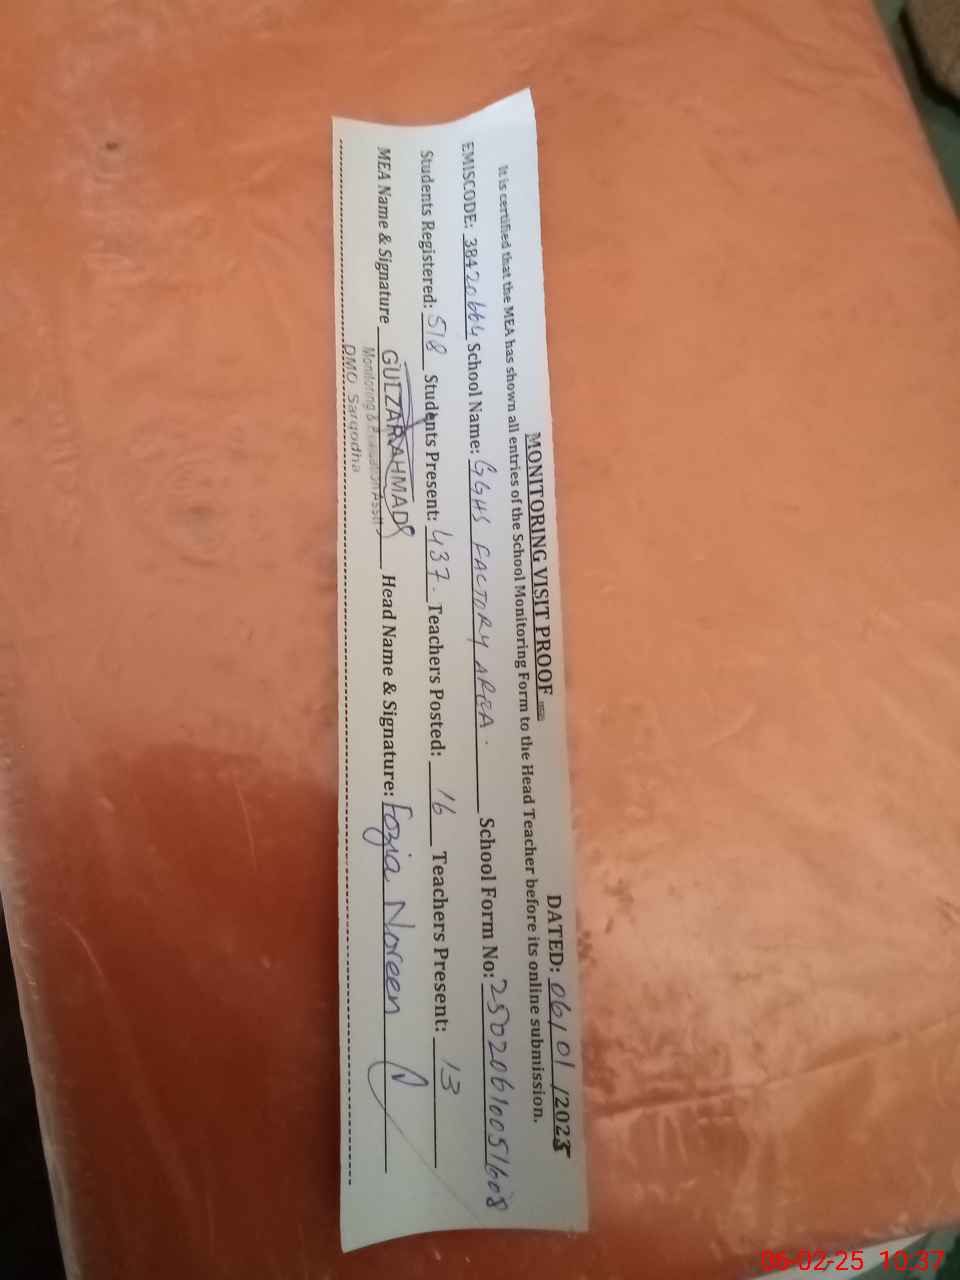 MONITORING VISIT PROOF DATED: 06/01/2025
It is certified that the MEA has shown all entries of the School Monitoring Form to the Head Teacher before its online submission.
EMISCODE: 38420664 School Name: GGHS FACTORY AREA. School Form No: 25020610051608
Students Registered: 518 Students Present: 437. Teachers Posted: 16 Teachers Present: 13
MEA Name & Signature GULZAR AHMAD Head Name & Signature: Fozia Noreen
Monitoring & Evaluation Asstt
DMO Sargodha
06-02-25 10:37